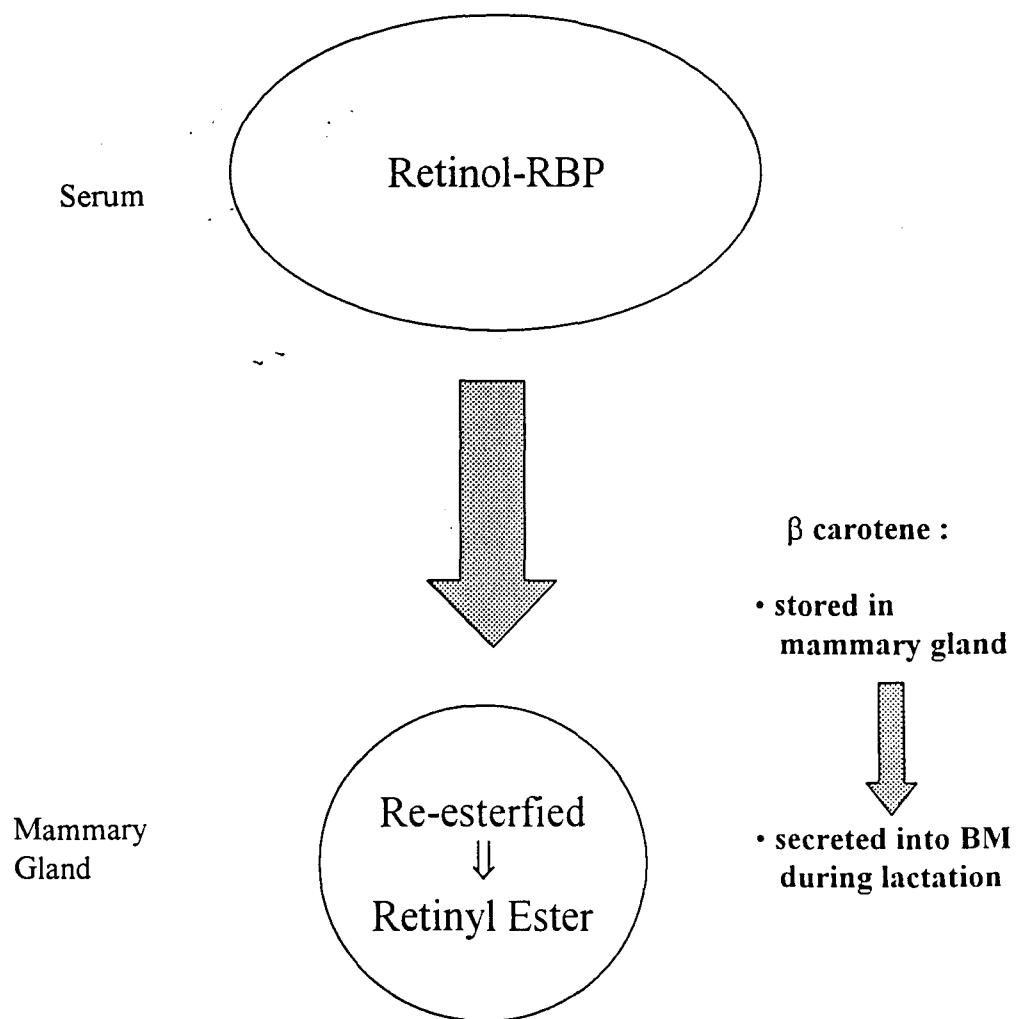 Serum
Retinol-RBP
β carotene :
• stored in
mammary gland
Mammary
Gland
Re-esterfied
⇓
Retinyl Ester
• secreted into BM
during lactation